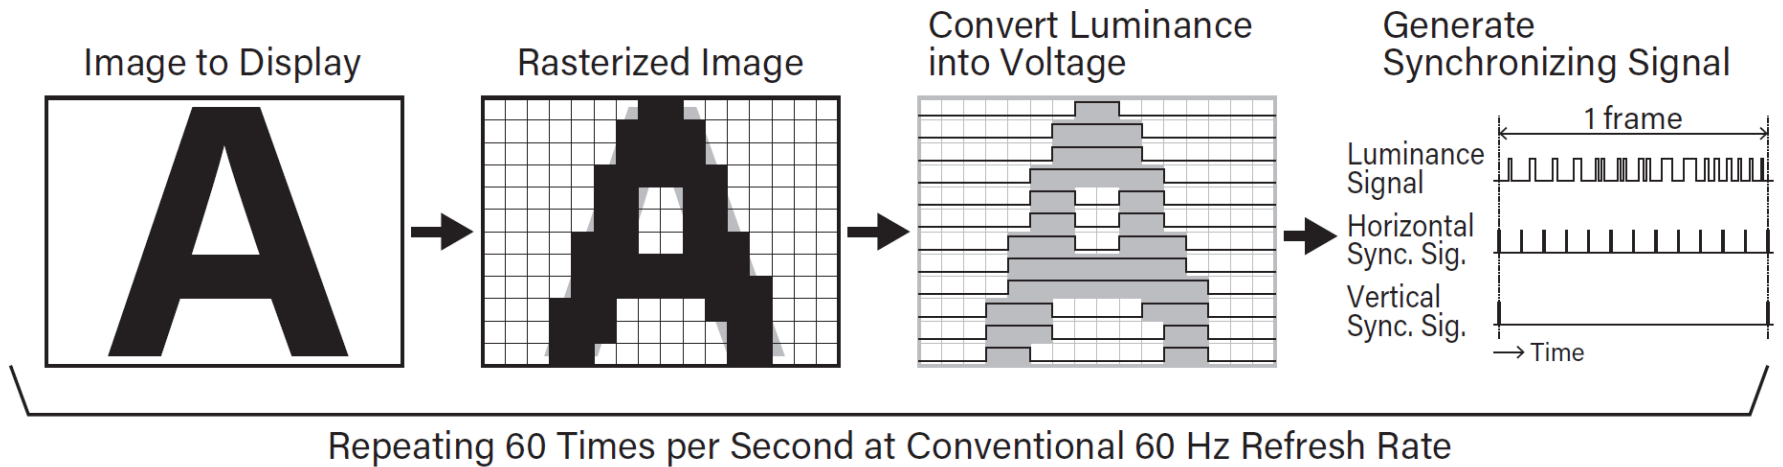 Image to Display
Rasterized Image
Convert Luminance
into Voltage
Generate
Synchronizing Signal
1 frame
Luminance
Signal
Horizontal
Sync. Sig.
Vertical
Sync. Sig.
Time
Repeating 60 Times per Second at Conventional 60 Hz Refresh Rate